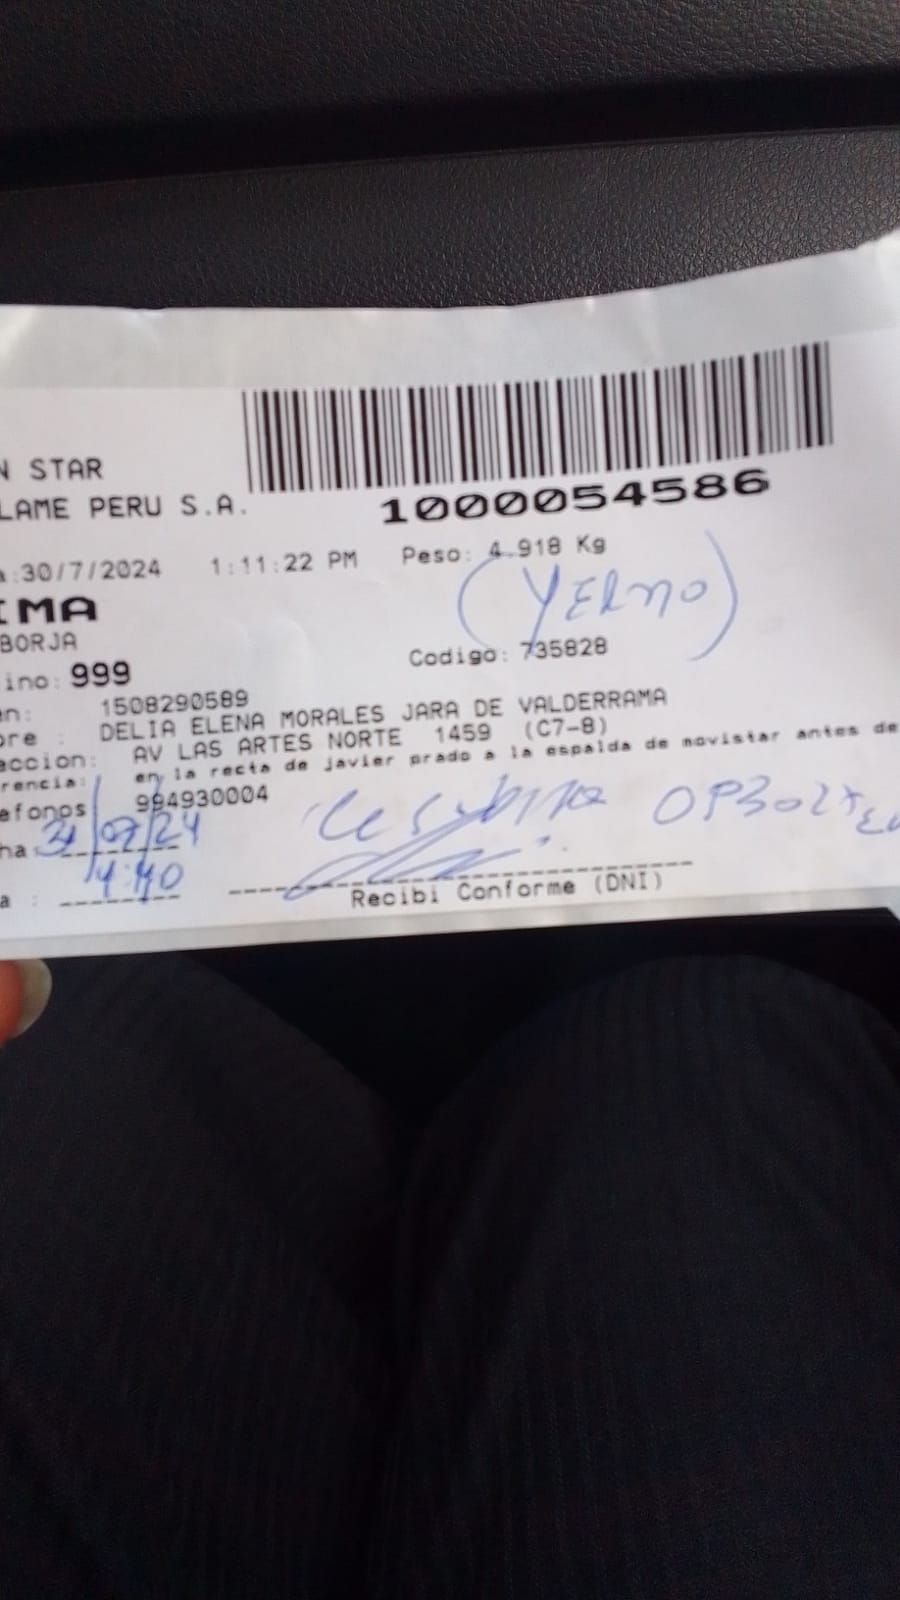 N STAR
LAME PERU S.A.
1000054586
a:30/7/2024 1:11:22 PM Peso: 4.918 Kg
IMA
(YERNO)
BORJA
Codigo: 735828
ino: 999
en: 1508290589
bre : DELIA ELENA MORALES JARA DE VALDERRAMA
eccion: AV LAS ARTES NORTE 1459 (C7-8)
rencia: en la recta de javier prado a la espalda de movistar antes de
efonos 994930004
ha: 31/07/24
a : 4:40
Recibi Conforme (DNI)